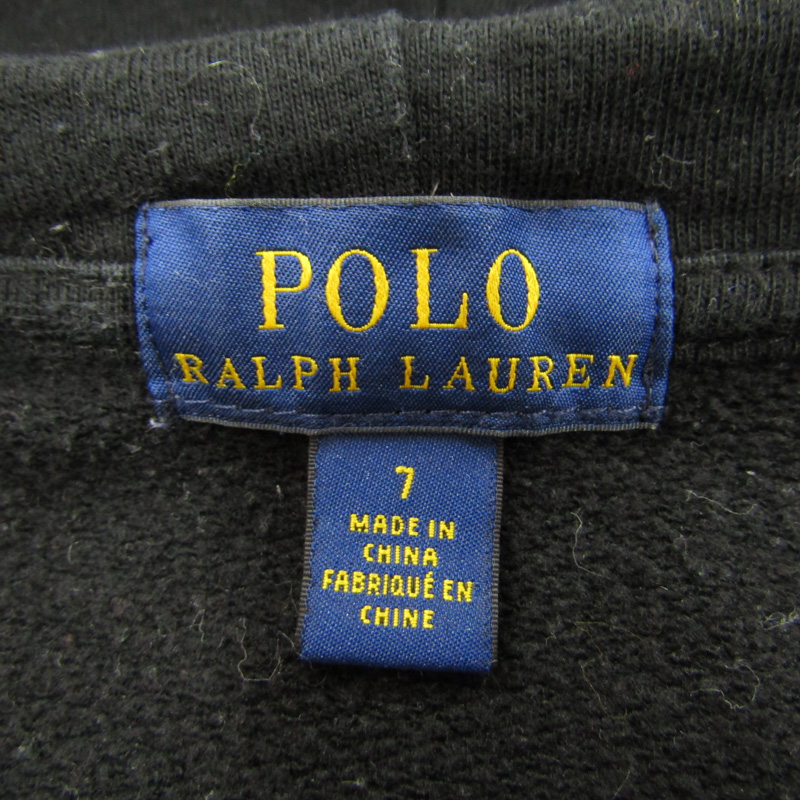 POLO
RALPH LAUREN
7
MADE IN
CHINA
FABRIQUÉ EN
CHINE